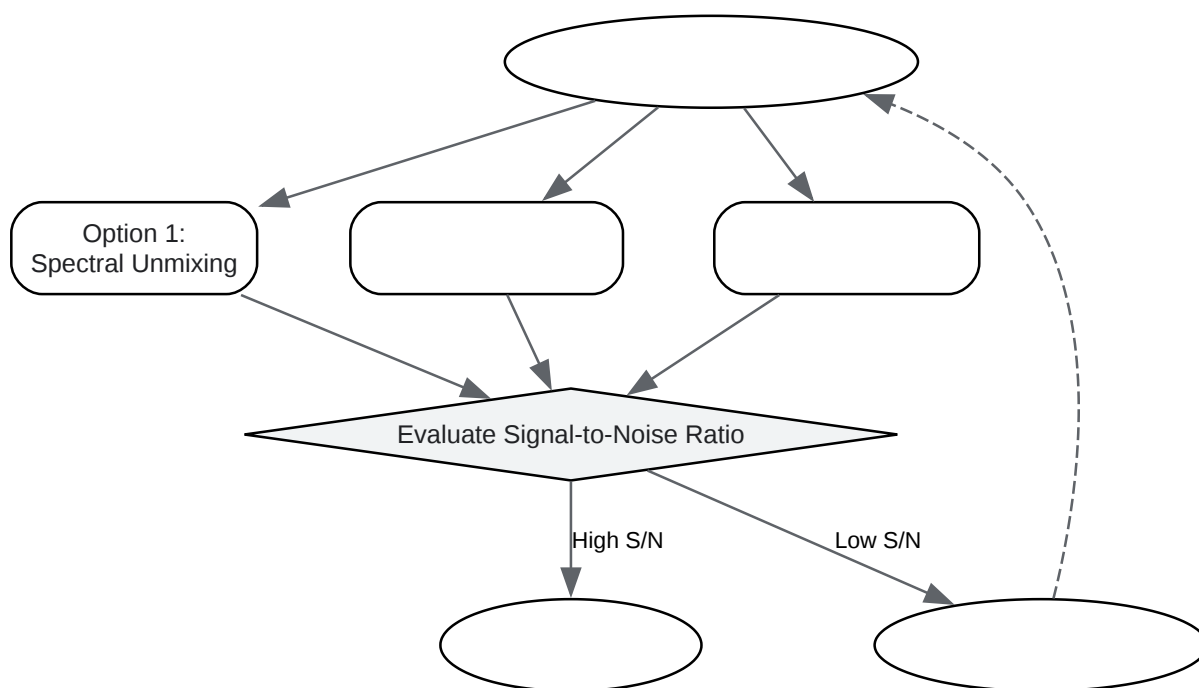 Option 1:
Spectral Unmixing
Evaluate Signal-to-Noise Ratio
High S/N
Low S/N